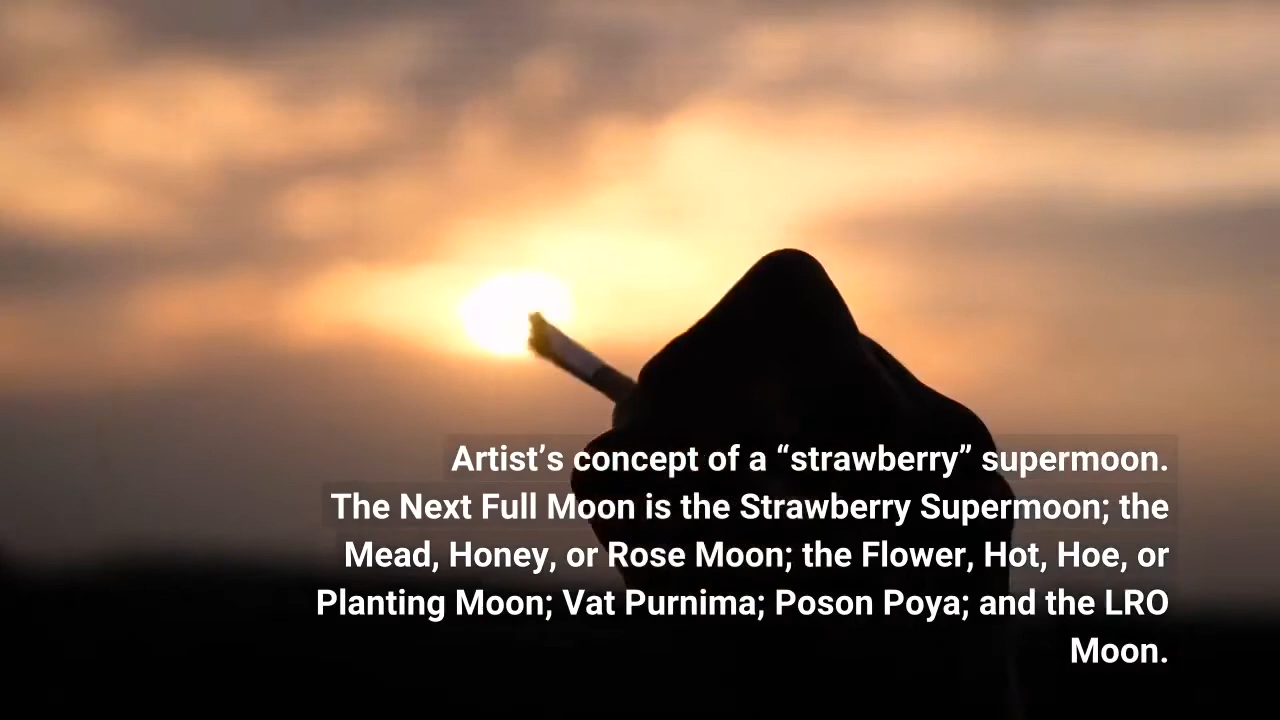 Artist’s concept of a “strawberry” supermoon.
The Next Full Moon is the Strawberry Supermoon; the
Mead, Honey, or Rose Moon; the Flower, Hot, Hoe, or
Planting Moon; Vat Purnima; Poson Poya; and the LRO
Moon.